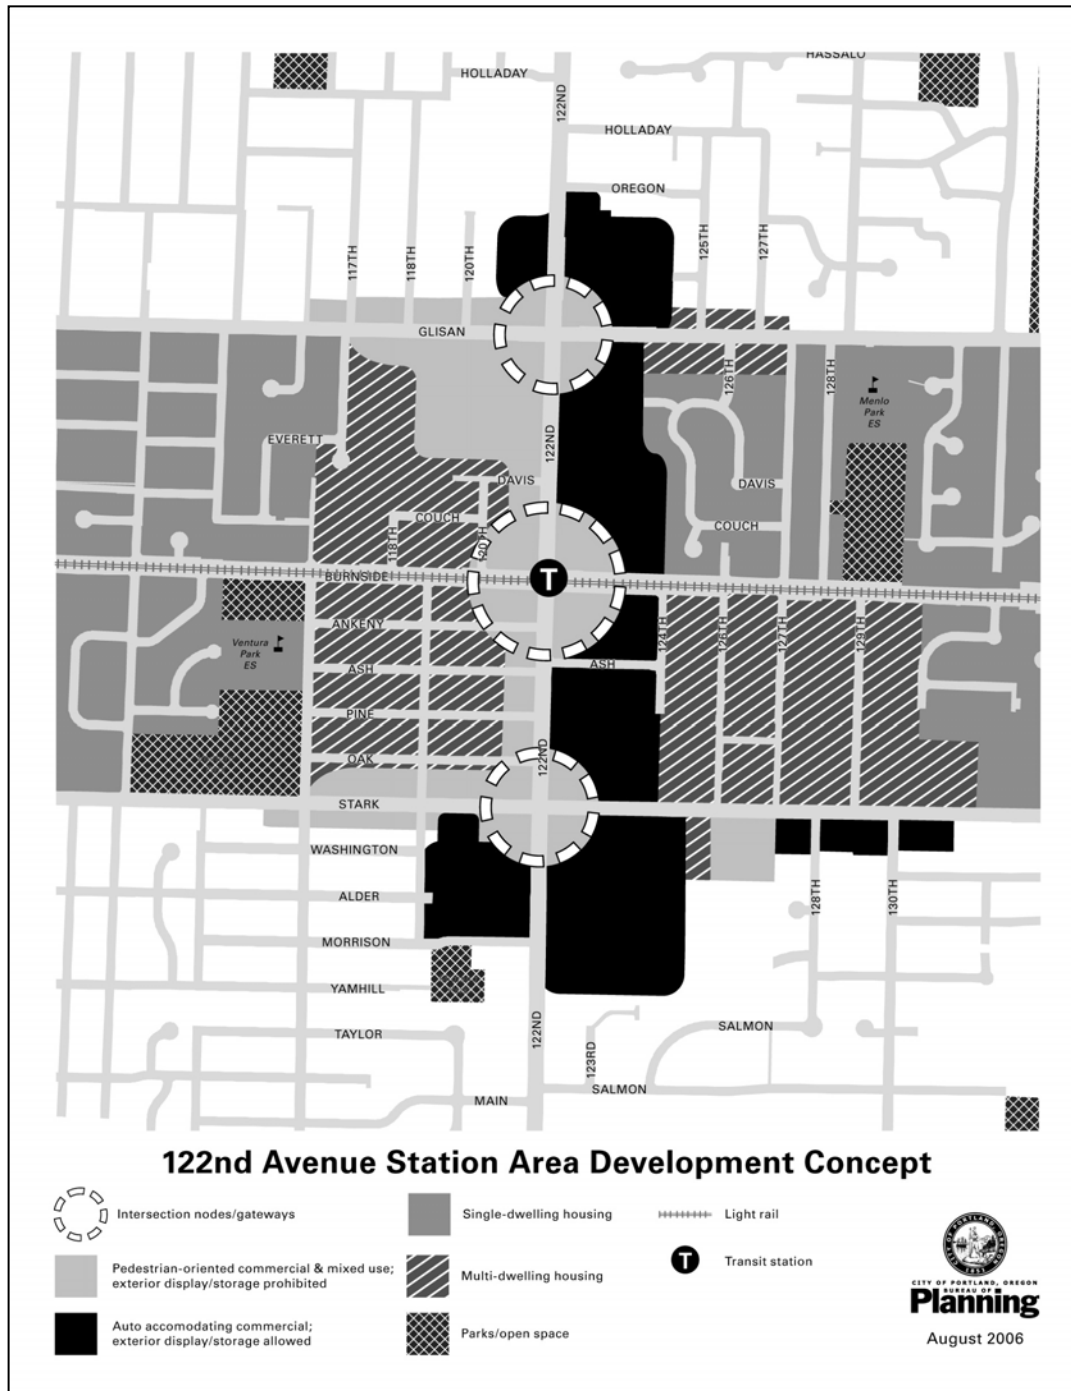 HASSALO
HOLLADAY
122ND
HOLLADAY
OREGON
117TH
118TH
120TH
125TH
127TH
GLISAN
126TH
128TH
Menlo
Park
ES
EVERETT
122ND
DAVIS
DAVIS
COUCH
COUCH
118TH
120TH
T
BURNSIDE
ANKENY
124TH
126TH
127TH
129TH
Ventura
Park
ES
ASH
ASH
PINE
122ND
OAK
STARK
WASHINGTON
ALDER
128TH
130TH
MORRISON
YAMHILL
TAYLOR
122ND
123RD
SALMON
SALMON
MAIN
122nd Avenue Station Area Development Concept
Intersection nodes/gateways
Pedestrian-oriented commercial & mixed use;
exterior display/storage prohibited
Auto accomodating commercial;
exterior display/storage allowed
Single-dwelling housing
Multi-dwelling housing
Parks/open space
Light rail
T
Transit station
CITY OF PORTLAND, OREGON
1851
CITY OF PORTLAND, OREGON
BUREAU OF
Planning
August 2006